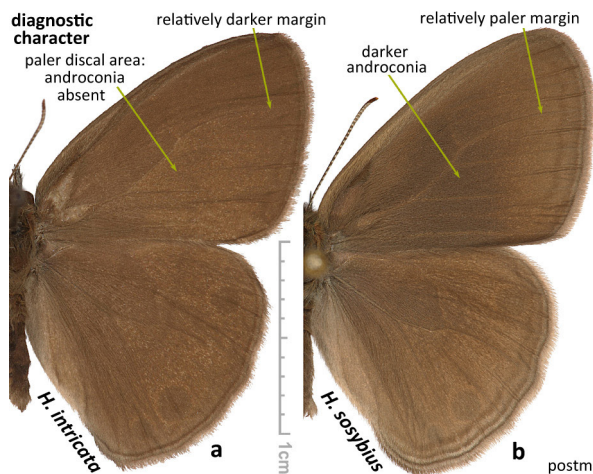 diagnostic
character
relatively darker margin
relatively paler margin
paler discal area:
androconia
absent
darker
androconia
H. intricata
a
1cm
H. sosybius
b
postm